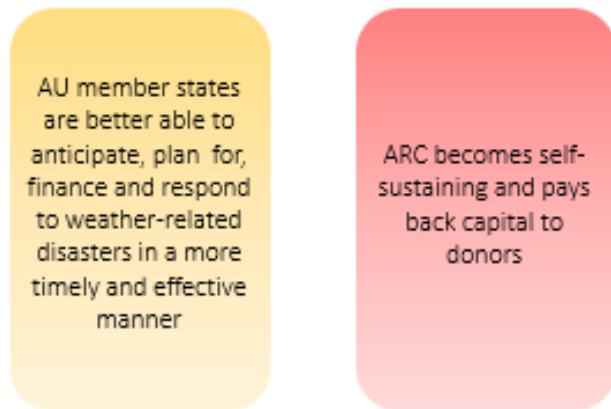 AU member states
are better able to
anticipate, plan for,
finance and respond
to weather-related
disasters in a more
timely and effective
manner
ARC becomes self-
sustaining and pays
back capital to
donors